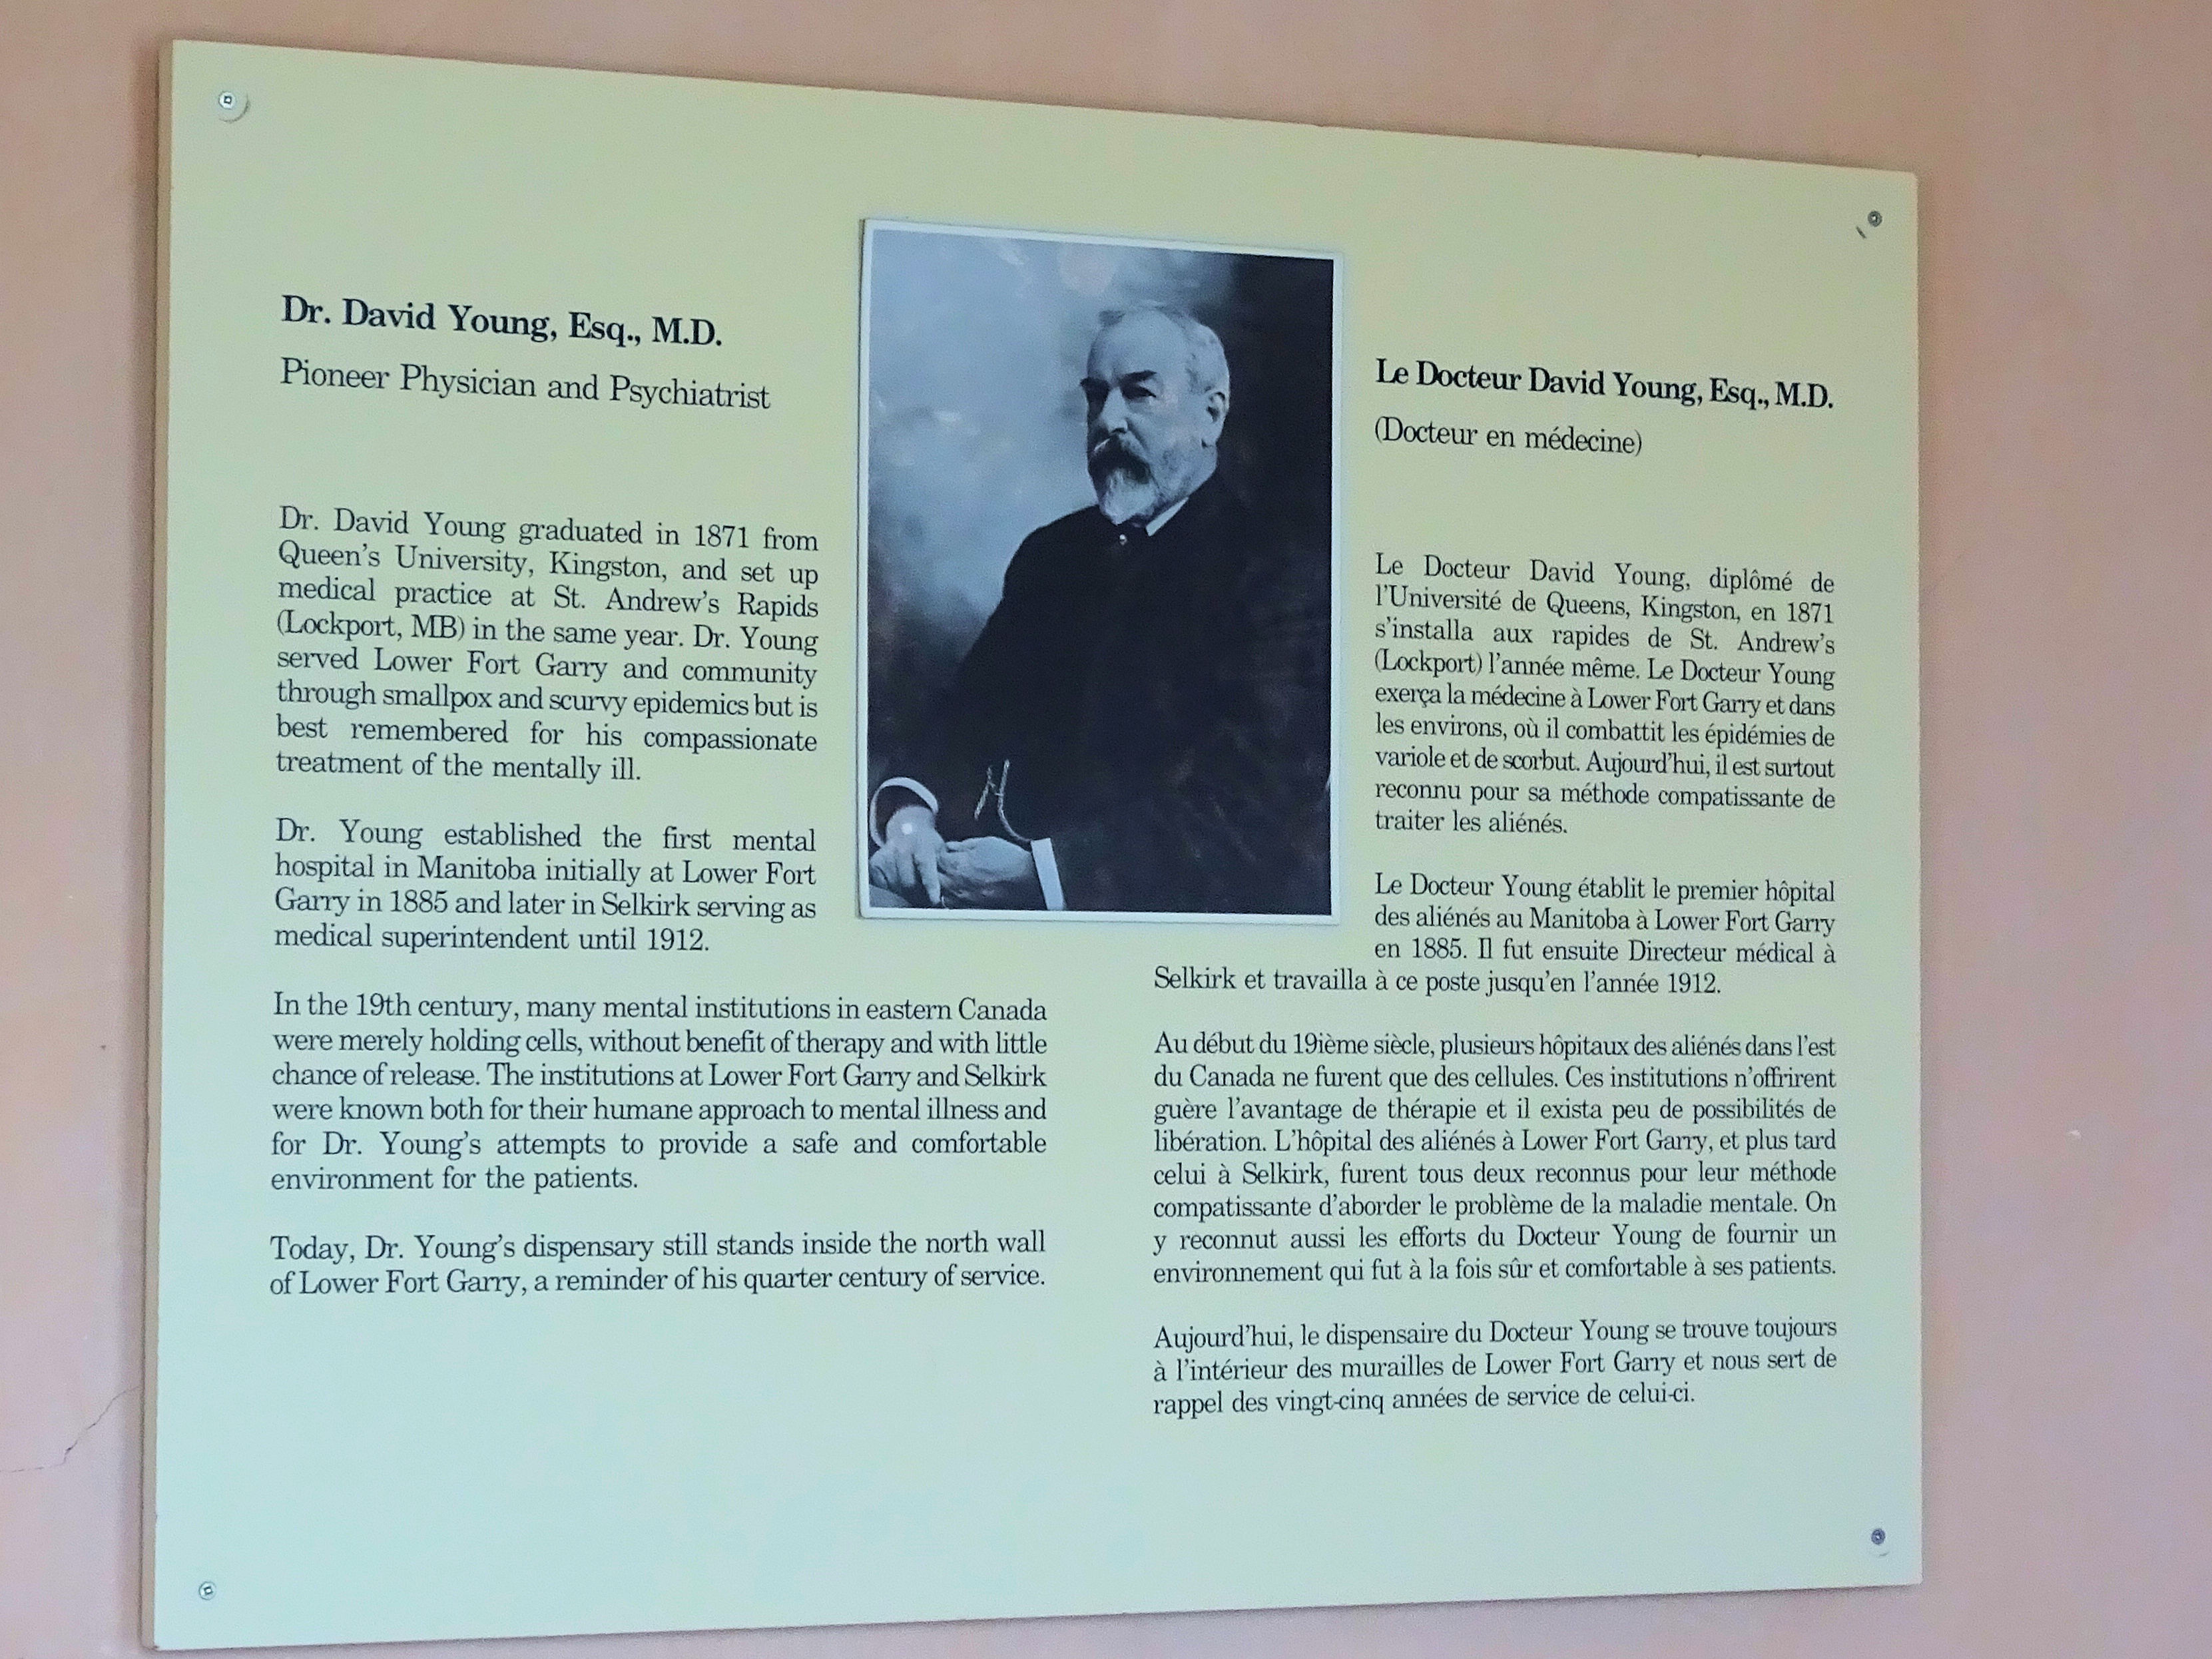 Dr. David Young, Esq., M.D.
Pioneer Physician and Psychiatrist
Dr. David Young graduated in 1871 from
Queen's University, Kingston, and set up
medical practice at St. Andrew's Rapids
(Lockport, MB) in the same year. Dr. Young
served Lower Fort Garry and community
through smallpox and scurvy epidemics but is
best remembered for his compassionate
treatment of the mentally ill.
Dr. Young established the first mental
hospital in Manitoba initially at Lower Fort
Garry in 1885 and later in Selkirk serving as
medical superintendent until 1912.
In the 19th century, many mental institutions in eastern Canada
were merely holding cells, without benefit of therapy and with little
chance of release. The institutions at Lower Fort Garry and Selkirk
were known both for their humane approach to mental illness and
for Dr. Young's attempts to provide a safe and comfortable
environment for the patients.
Today, Dr. Young's dispensary still stands inside the north wall
of Lower Fort Garry, a reminder of his quarter century of service.
Le Docteur David Young, Esq., M.D.
(Docteur en médecine)
Le Docteur David Young, diplômé de
l'Université de Queens, Kingston, en 1871
s'installa aux rapides de St. Andrew's
(Lockport) l'année même. Le Docteur Young
exerça la médecine à Lower Fort Garry et dans
les environs, où il combattit les épidémies de
variole et de scorbut. Aujourd'hui, il est surtout
reconnu pour sa méthode compatissante de
traiter les aliénés.
Le Docteur Young établit le premier hôpital
des aliénés au Manitoba à Lower Fort Garry
en 1885. Il fut ensuite Directeur médical à
Selkirk et travailla à ce poste jusqu'en l'année 1912.
Au début du 19ième siècle, plusieurs hôpitaux des aliénés dans l'est
du Canada ne furent que des cellules. Ces institutions n'offrirent
guère l'avantage de thérapie et il exista peu de possibilités de
libération. L'hôpital des aliénés à Lower Fort Garry, et plus tard
celui à Selkirk, furent tous deux reconnus pour leur méthode
compatissante d'aborder le problème de la maladie mentale. On
y reconnut aussi les efforts du Docteur Young de fournir un
environnement qui fut à la fois sûr et comfortable à ses patients.
Aujourd'hui, le dispensaire du Docteur Young se trouve toujours
à l'intérieur des murailles de Lower Fort Garry et nous sert de
rappel des vingt-cinq années de service de celui-ci.